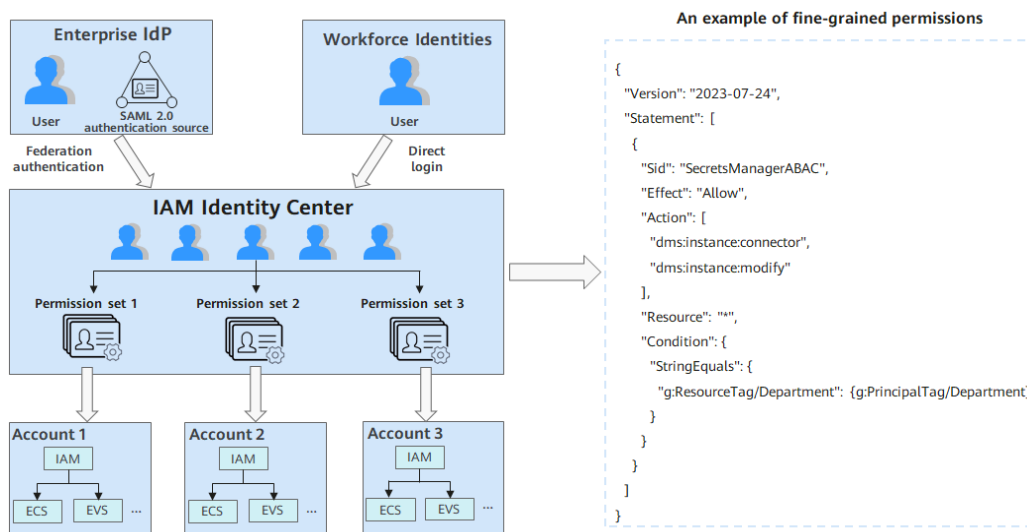 Enterprise IdP
User
SAML 2.0
authentication source
Workforce Identities
User
Federation
authentication
Direct
login
IAM Identity Center
Permission set 1
Permission set 2
Permission set 3
Account 1
IAM
ECS
EVS
...
Account 2
IAM
ECS
EVS
...
Account 3
IAM
ECS
EVS
...
An example of fine-grained permissions
{
"Version": "2023-07-24",
"Statement": [
{
"Sid": "SecretsManagerABAC",
"Effect": "Allow",
"Action": [
"dms:instance:connector",
"dms:instance:modify"
],
"Resource": "*",
"Condition": {
"StringEquals": {
"g:ResourceTag/Department": {g:PrincipalTag/Department}
}
}
}
]
}